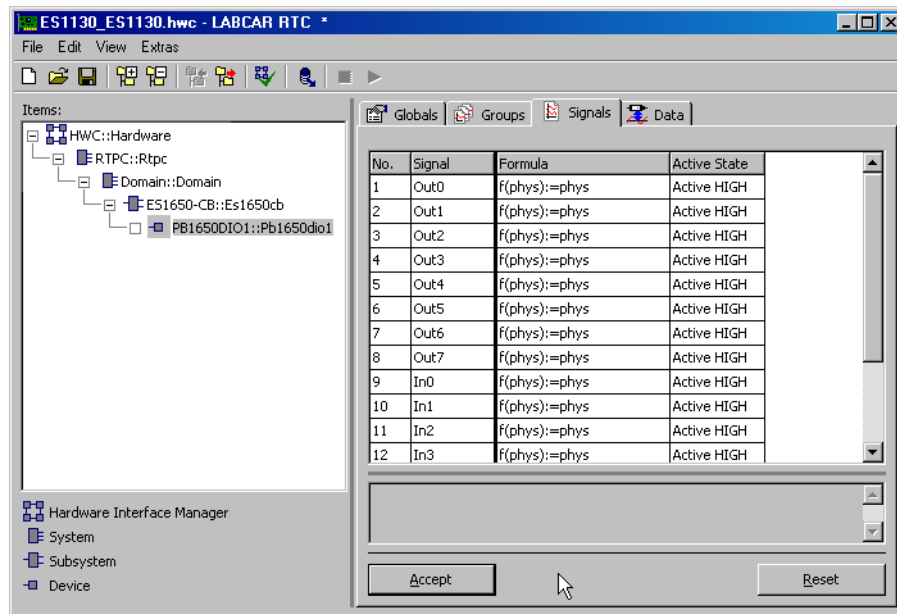 ES1130_ES1130.hwc - LABCAR RTC *
File Edit View Extras
Items:
HWC::Hardware
RTPC::Rtpc
Domain::Domain
ES1650-CB::Es1650cb
PB1650DIO1::Pb1650dio1
Hardware Interface Manager
System
Subsystem
Device
Globals Groups Signals Data
No. Signal Formula Active State
1 Out0 f(phys):=phys Active HIGH
2 Out1 f(phys):=phys Active HIGH
3 Out2 f(phys):=phys Active HIGH
4 Out3 f(phys):=phys Active HIGH
5 Out4 f(phys):=phys Active HIGH
6 Out5 f(phys):=phys Active HIGH
7 Out6 f(phys):=phys Active HIGH
8 Out7 f(phys):=phys Active HIGH
9 In0 f(phys):=phys Active HIGH
10 In1 f(phys):=phys Active HIGH
11 In2 f(phys):=phys Active HIGH
12 In3 f(phys):=phys Active HIGH
Accept Reset